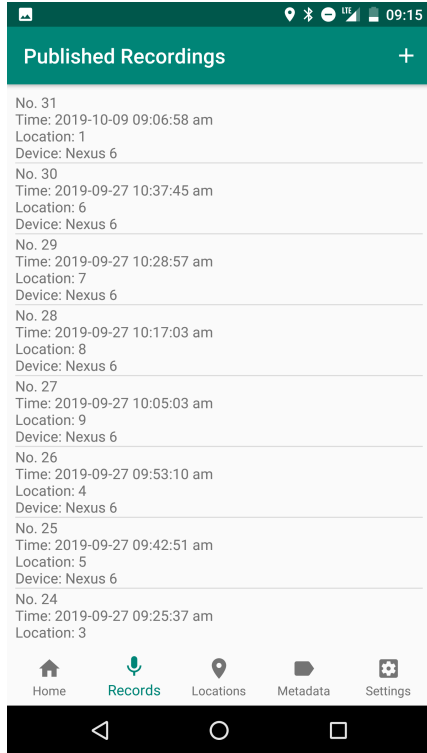 LTE 09:15
Published Recordings +
No. 31
Time: 2019-10-09 09:06:58 am
Location: 1
Device: Nexus 6
No. 30
Time: 2019-09-27 10:37:45 am
Location: 6
Device: Nexus 6
No. 29
Time: 2019-09-27 10:28:57 am
Location: 7
Device: Nexus 6
No. 28
Time: 2019-09-27 10:17:03 am
Location: 8
Device: Nexus 6
No. 27
Time: 2019-09-27 10:05:03 am
Location: 9
Device: Nexus 6
No. 26
Time: 2019-09-27 09:53:10 am
Location: 4
Device: Nexus 6
No. 25
Time: 2019-09-27 09:42:51 am
Location: 5
Device: Nexus 6
No. 24
Time: 2019-09-27 09:25:37 am
Location: 3
Home Records Locations Metadata Settings